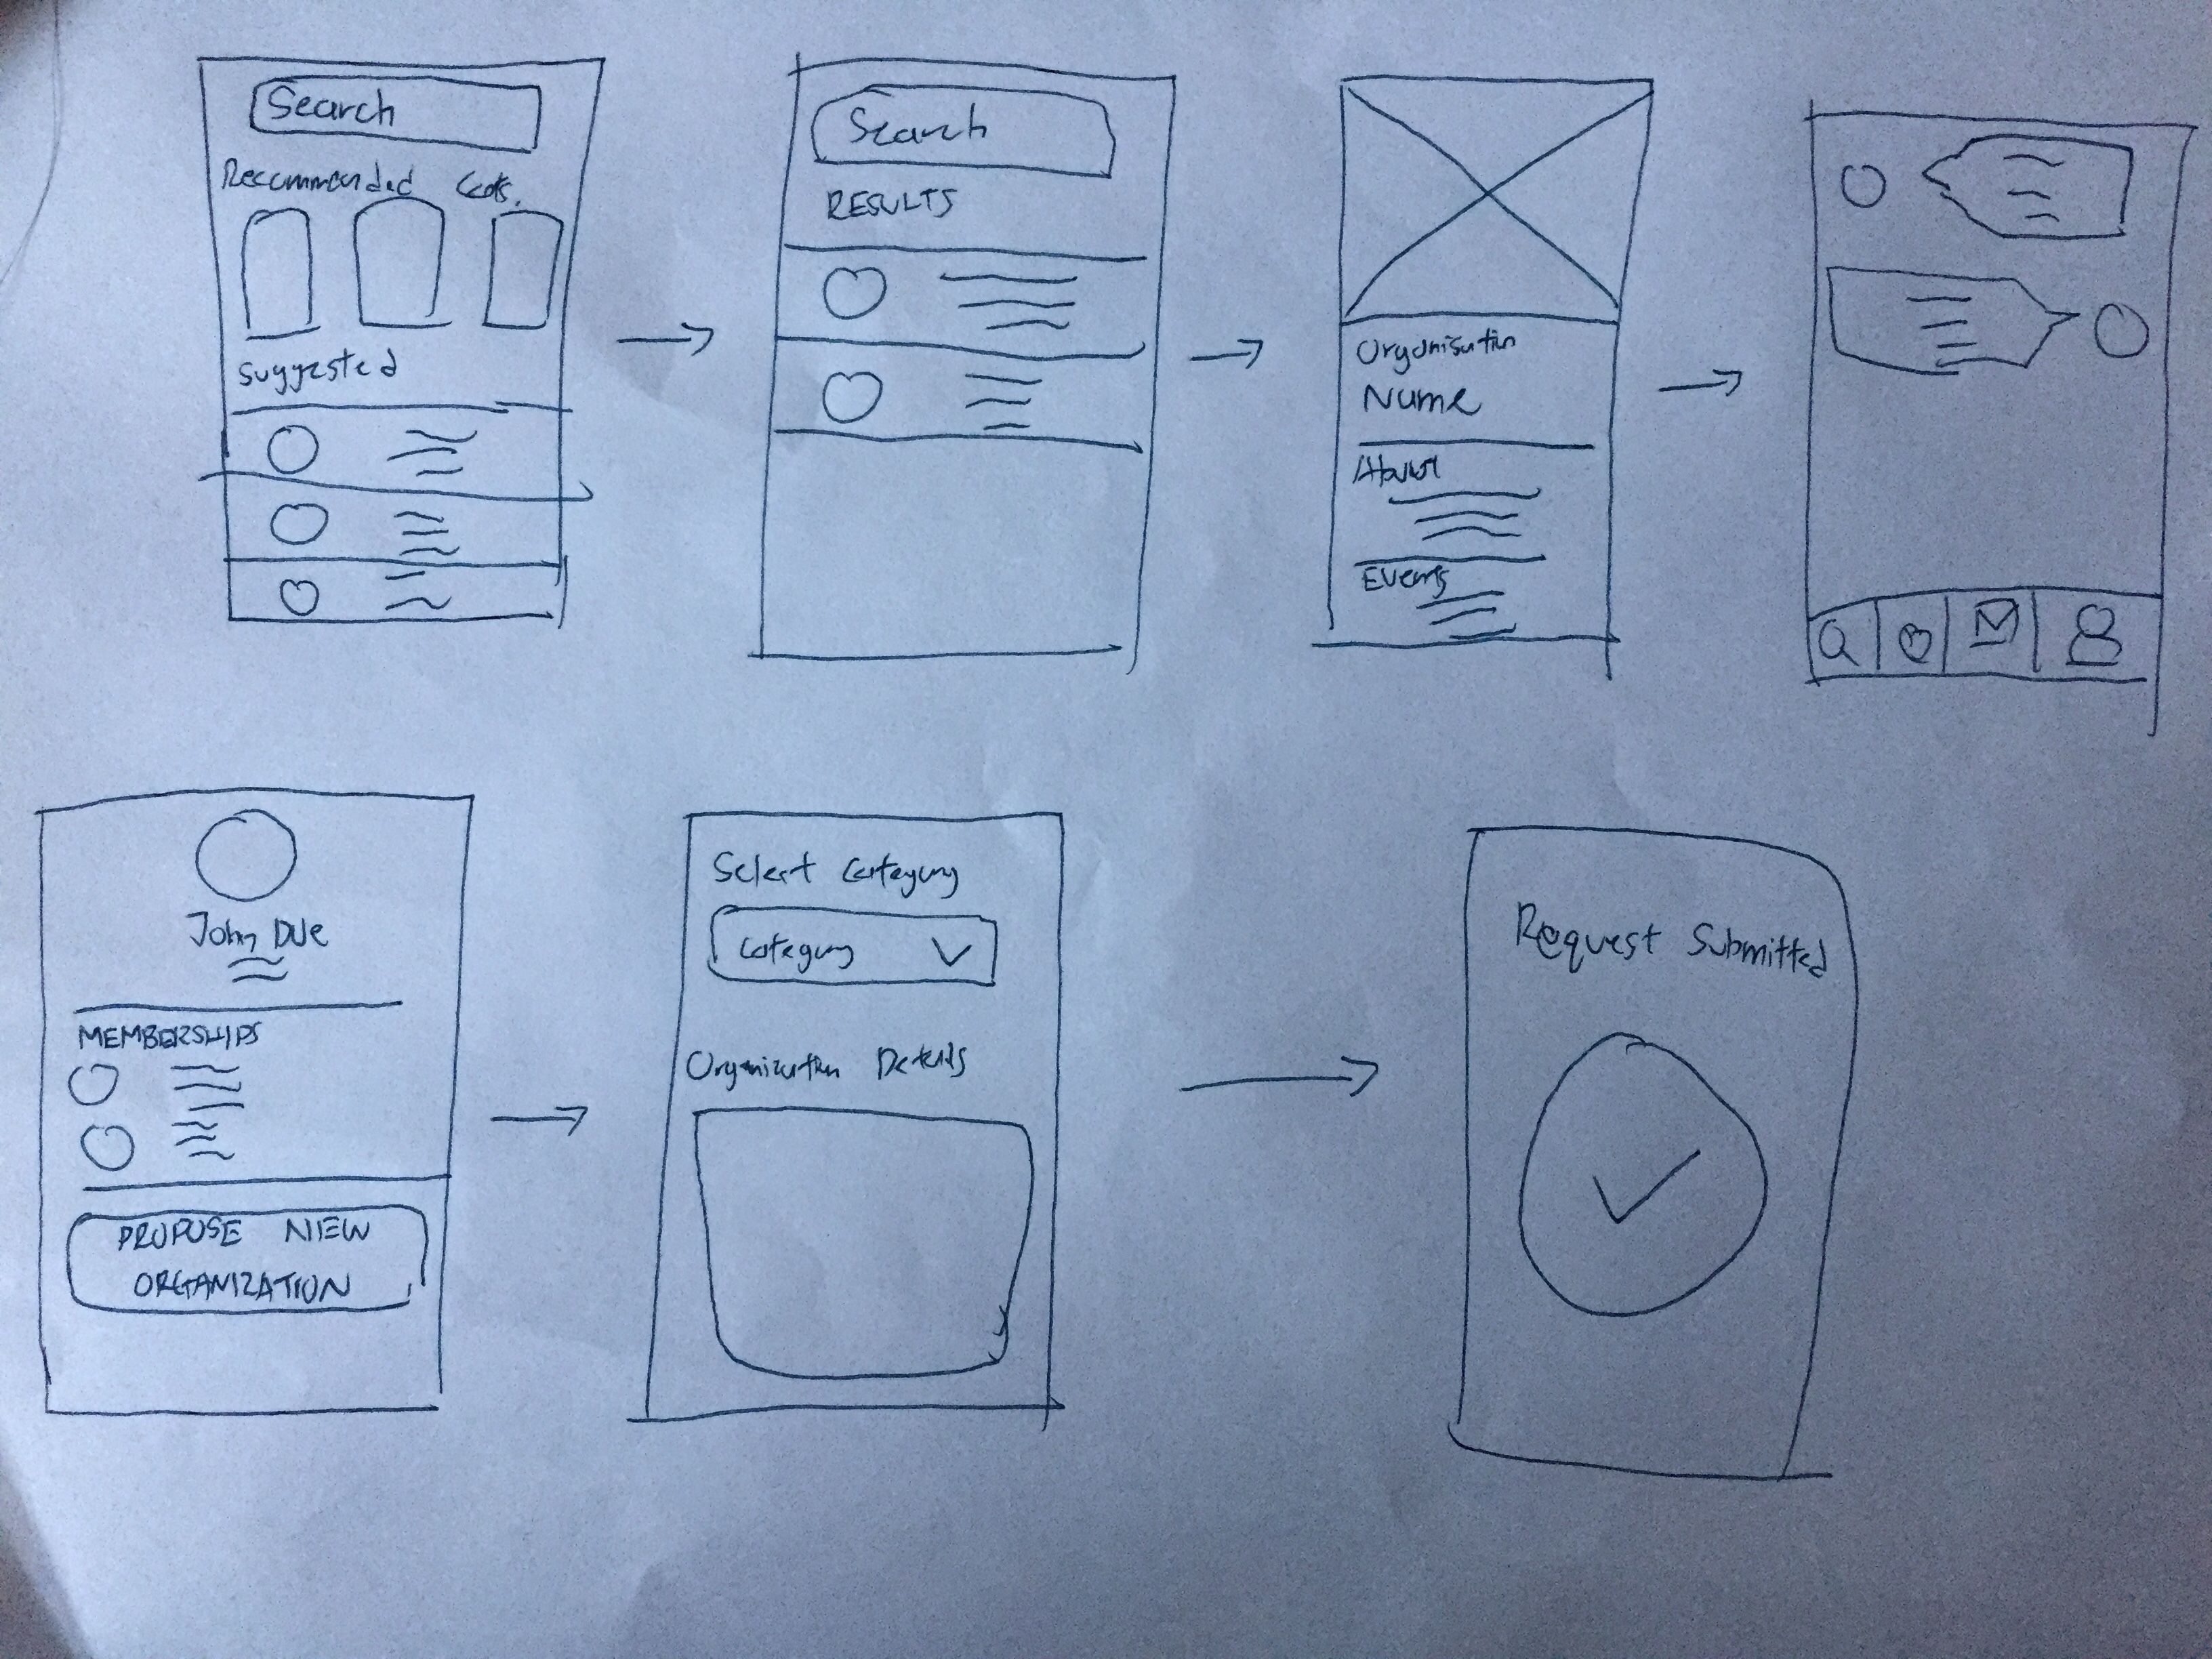 Search
Recommended Cats.
Suggested
Search
RESULTS
Organisation
Name
About
Events
John Doe
MEMBERSHIPS
PROPOSE NEW
ORGANIZATION
Select Category
Category
Organization Details
Request Submitted